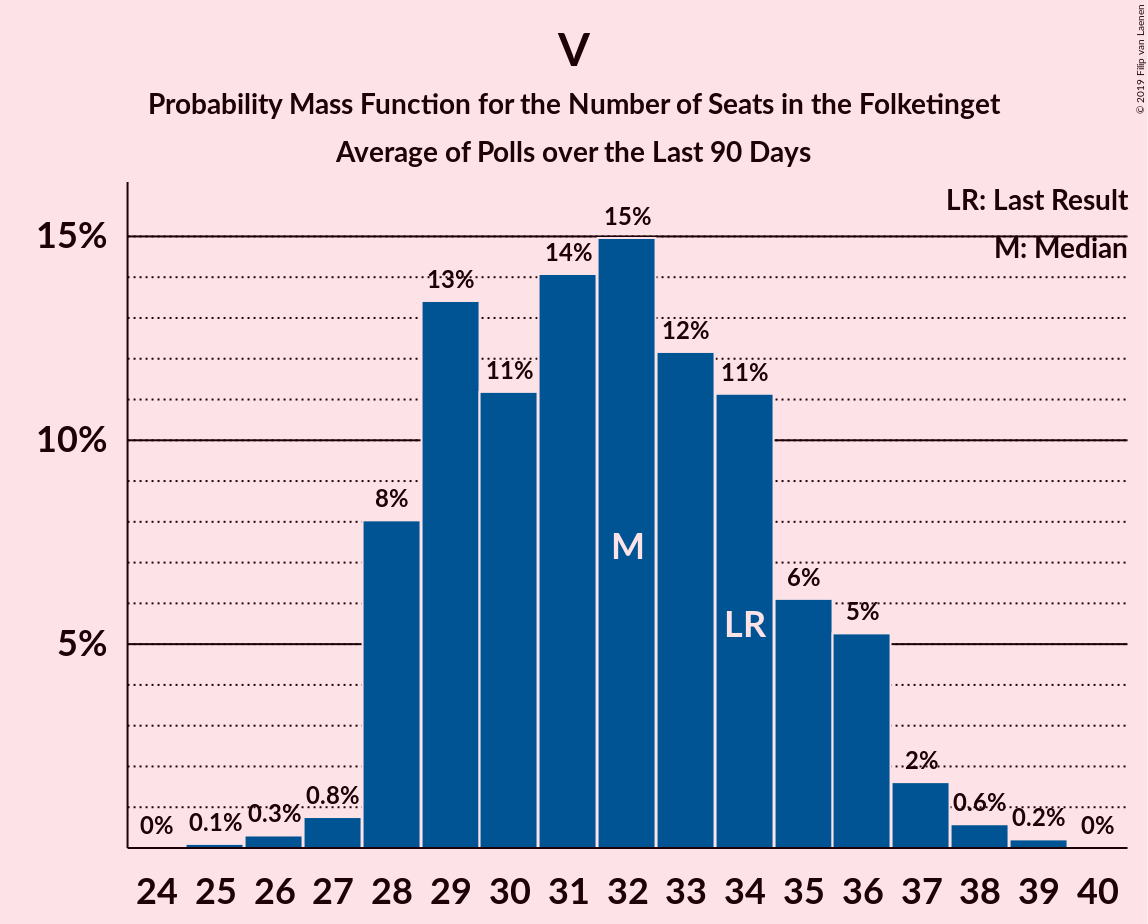 V
Probability Mass Function for the Number of Seats in the Folketinget
Average of Polls over the Last 90 Days
© 2019 Filip van Laenen
LR: Last Result
M: Median
15%
10%
5%
0%
0.1%
0.3%
0.8%
8%
13%
11%
14%
15%
12%
11%
6%
5%
2%
0.6%
0.2%
0%
M
LR
24 25 26 27 28 29 30 31 32 33 34 35 36 37 38 39 40